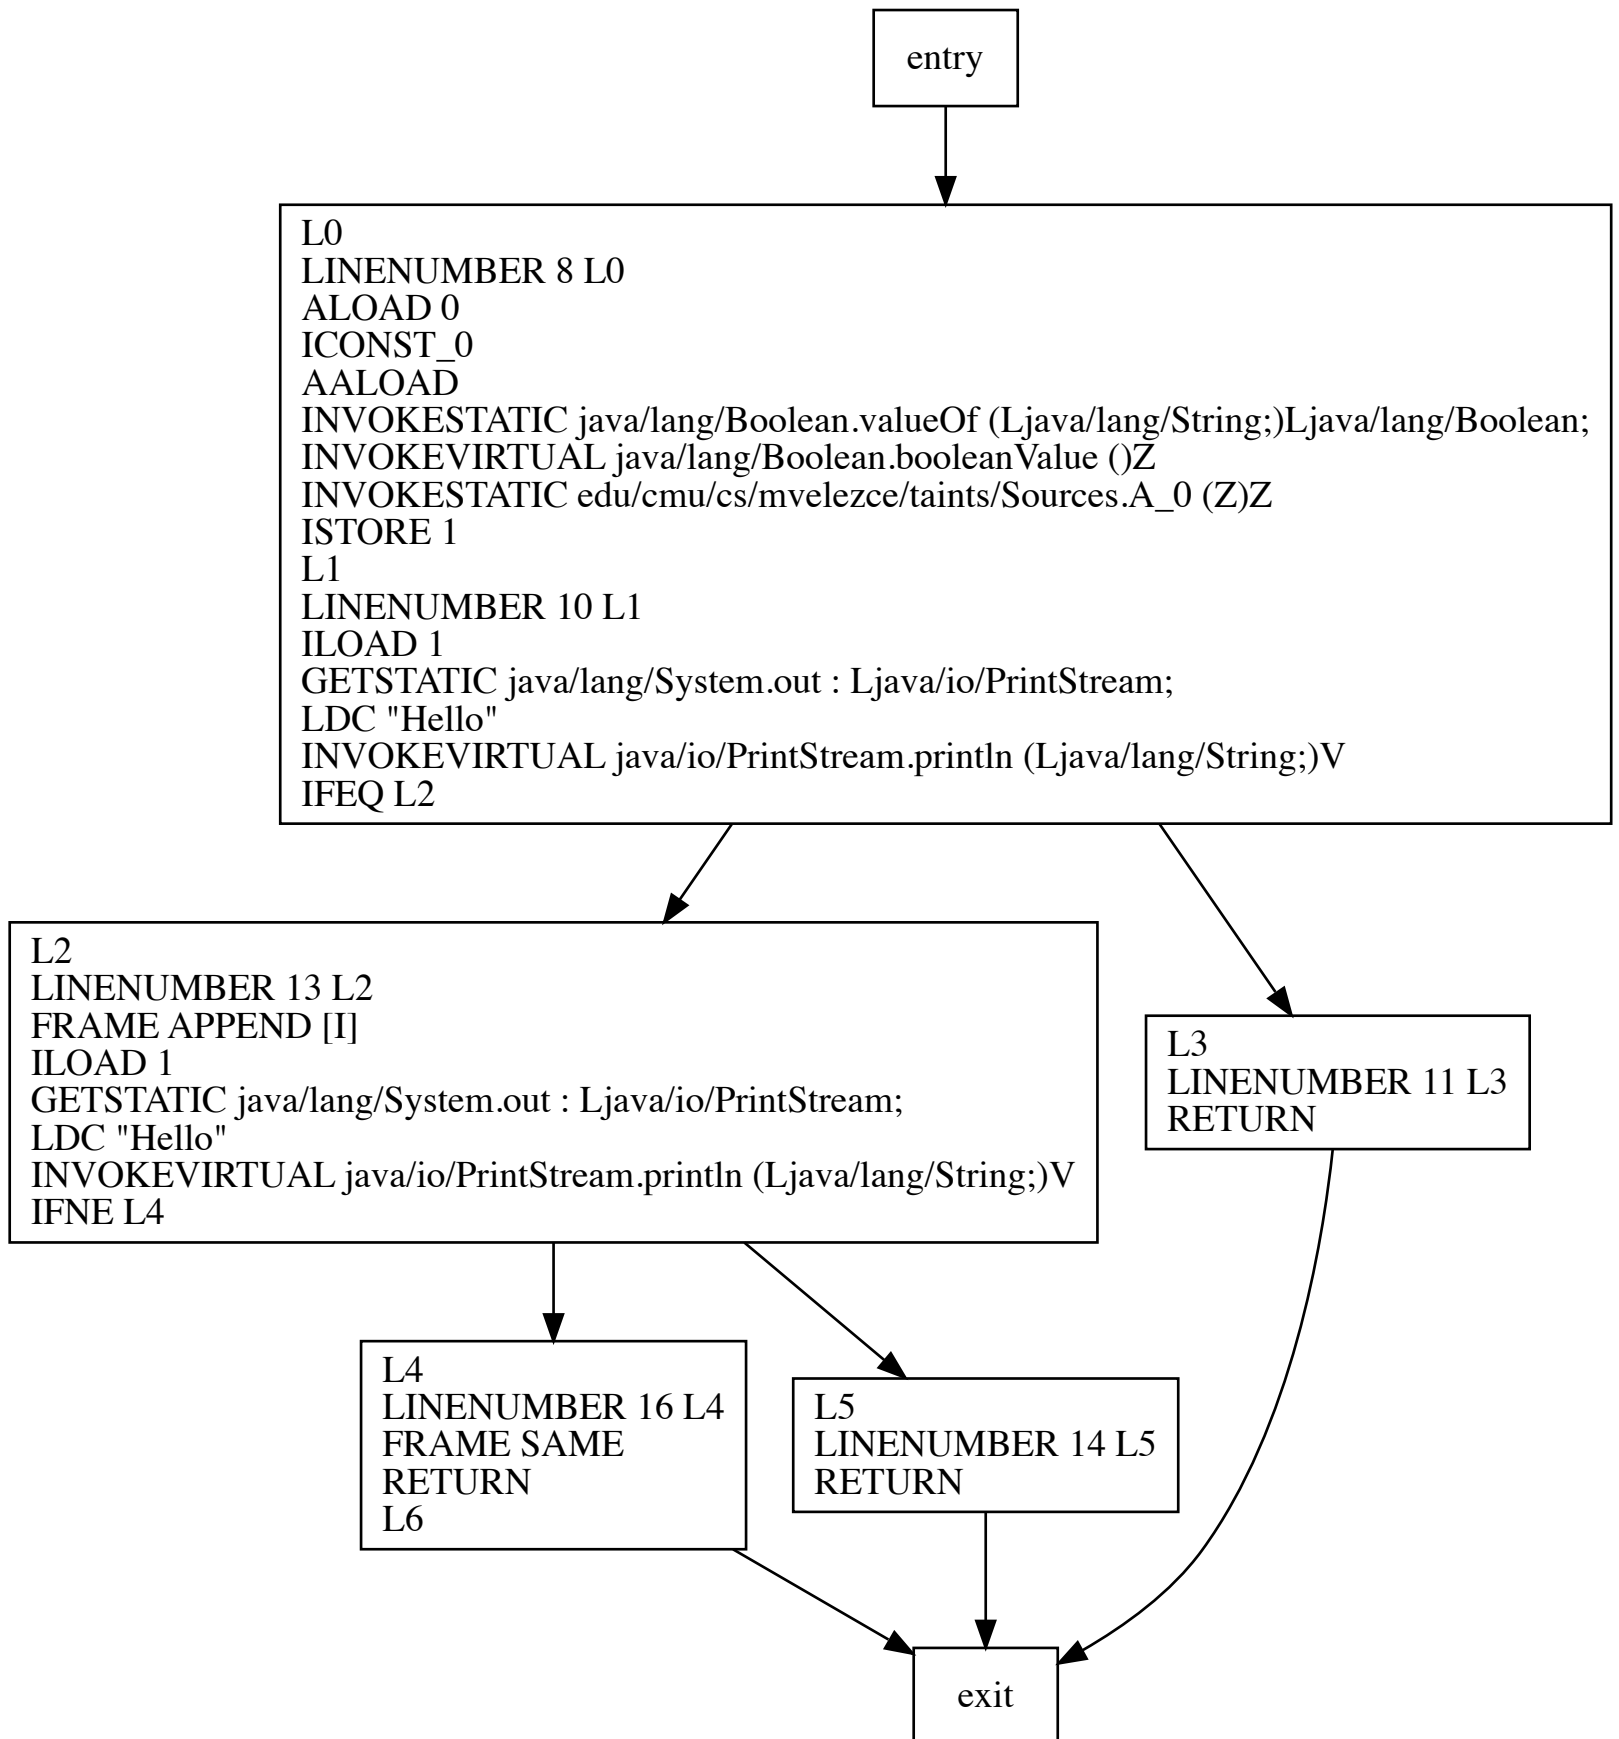 entry
L0
LINENUMBER 8 L0
ALOAD 0
ICONST_0
AALOAD
INVOKESTATIC java/lang/Boolean.valueOf (Ljava/lang/String;)Ljava/lang/Boolean;
INVOKEVIRTUAL java/lang/Boolean.booleanValue ()Z
INVOKESTATIC edu/cmu/cs/mvelezce/taints/Sources.A_0 (Z)Z
ISTORE 1
L1
LINENUMBER 10 L1
ILOAD 1
GETSTATIC java/lang/System.out : Ljava/io/PrintStream;
LDC "Hello"
INVOKEVIRTUAL java/io/PrintStream.println (Ljava/lang/String;)V
IFEQ L2
L2
LINENUMBER 13 L2
FRAME APPEND [I]
ILOAD 1
GETSTATIC java/lang/System.out : Ljava/io/PrintStream;
LDC "Hello"
INVOKEVIRTUAL java/io/PrintStream.println (Ljava/lang/String;)V
IFNE L4
L3
LINENUMBER 11 L3
RETURN
L4
LINENUMBER 16 L4
FRAME SAME
RETURN
L6
L5
LINENUMBER 14 L5
RETURN
exit